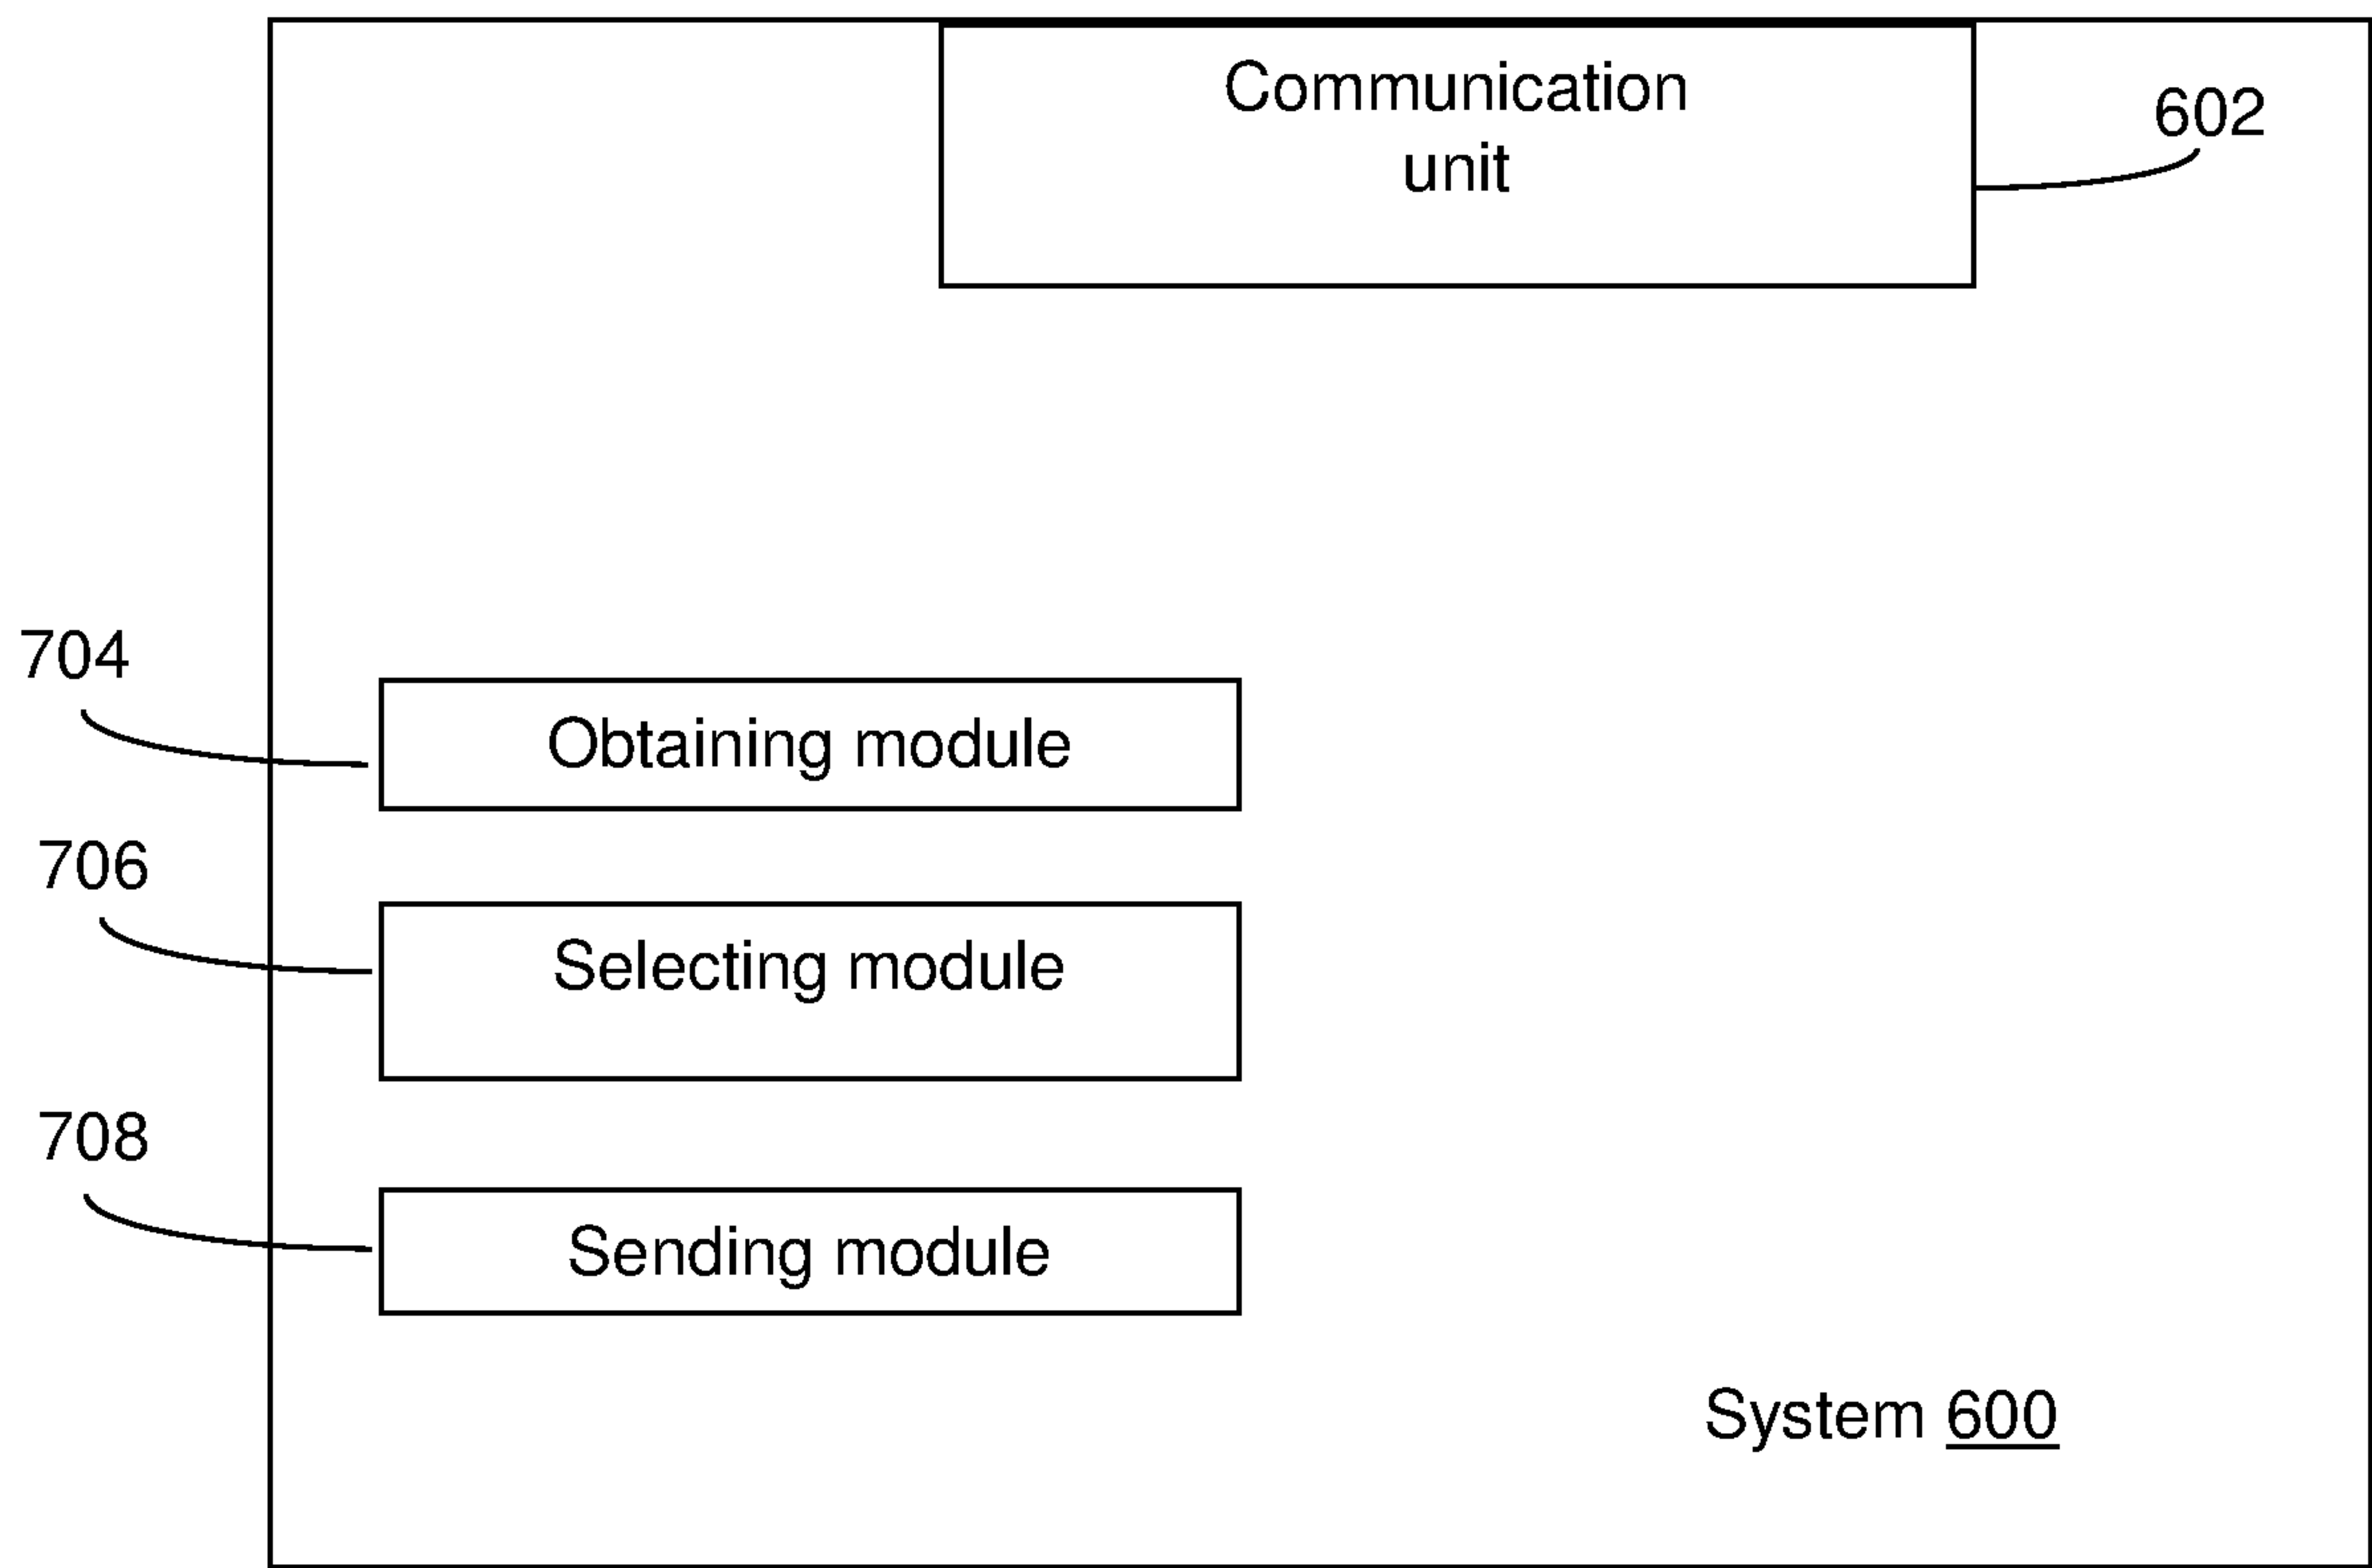 Communication
unit
602
704
Obtaining module
706
Selecting module
708
Sending module
System 600